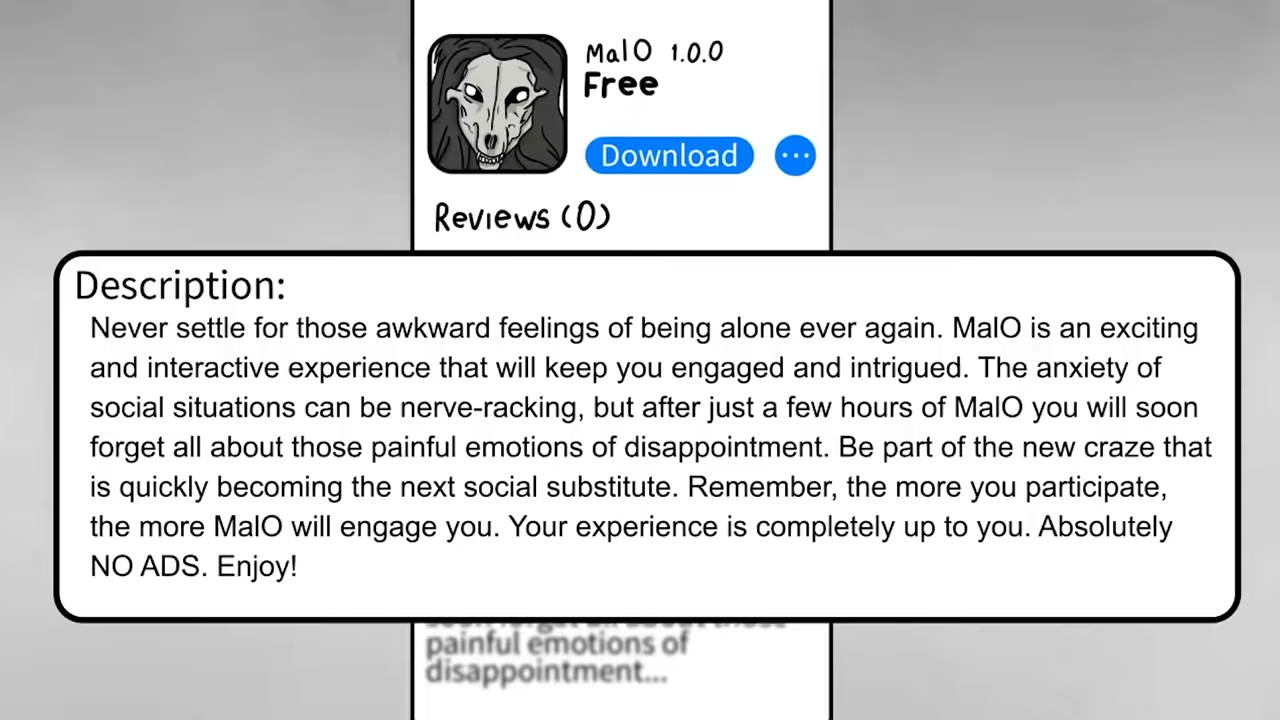 MalO 1.0.0
Free
Download
Reviews (0)
Description:
Never settle for those awkward feelings of being alone ever again. MalO is an exciting
and interactive experience that will keep you engaged and intrigued. The anxiety of
social situations can be nerve-racking, but after just a few hours of MalO you will soon
forget all about those painful emotions of disappointment. Be part of the new craze that
is quickly becoming the next social substitute. Remember, the more you participate,
the more MalO will engage you. Your experience is completely up to you. Absolutely
NO ADS. Enjoy!
painful emotions of
disappointment...